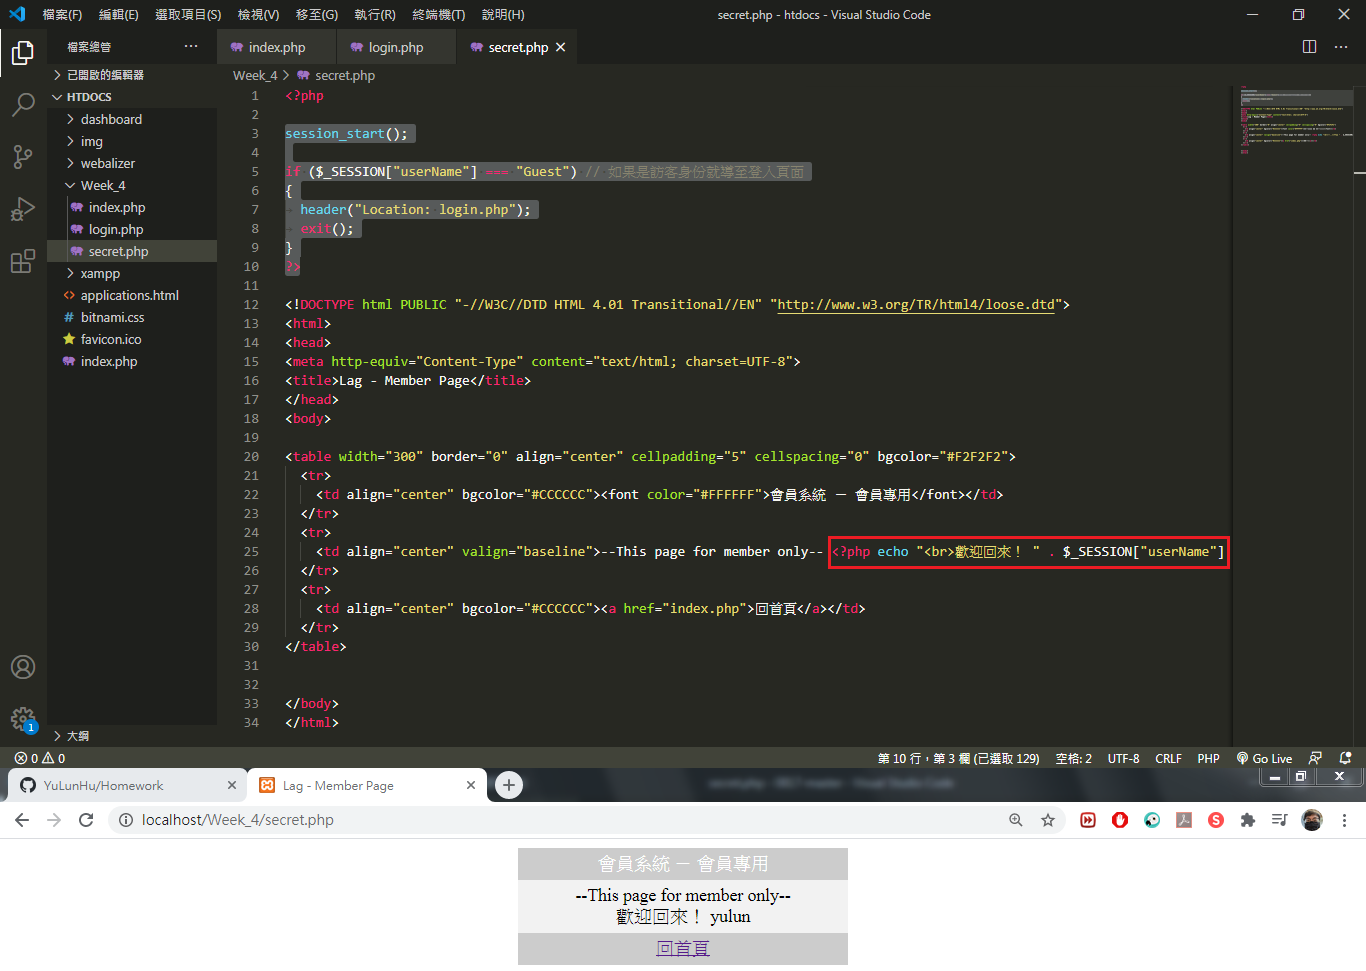 檔案(F) 編輯(E) 選取項目(S) 檢視(V) 移至(G) 執行(R) 終端機(T) 說明(H) secret.php - htdocs - Visual Studio Code
檔案總管 ··· index.php login.php secret.php
已開啟的編輯器
Week_4 > secret.php
HTDOCS
dashboard
img
webalizer
Week_4
index.php
login.php
secret.php
xampp
applications.html
# bitnami.css
favicon.ico
index.php
大綱
1 <?php
2
3 session_start();
4
5 if ($_SESSION["userName"] === "Guest") // 如果是訪客身份就導至登入頁面
6 {
7 header("Location: login.php");
8 exit();
9 }
10 ?>
11
12 <!DOCTYPE html PUBLIC "-//W3C//DTD HTML 4.01 Transitional//EN" "http://www.w3.org/TR/html4/loose.dtd">
13 <html>
14 <head>
15 <meta http-equiv="Content-Type" content="text/html; charset=UTF-8">
16 <title>Lag - Member Page</title>
17 </head>
18 <body>
19
20 <table width="300" border="0" align="center" cellpadding="5" cellspacing="0" bgcolor="#F2F2F2">
21 <tr>
22 <td align="center" bgcolor="#CCCCCC"><font color="#FFFFFF">會員系統 － 會員專用</font></td>
23 </tr>
24 <tr>
25 <td align="center" valign="baseline">--This page for member only-- <?php echo "<br>歡迎回來！ " . $_SESSION["userName"]
26 </tr>
27 <tr>
28 <td align="center" bgcolor="#CCCCCC"><a href="index.php">回首頁</a></td>
29 </tr>
30 </table>
31
32
33 </body>
34 </html>
1
0 0 第 10 行，第 3 欄 (已選取 129) 空格: 2 UTF-8 CRLF PHP Go Live
YuLunHu/Homework Lag - Member Page
localhost/Week_4/secret.php
會員系統 － 會員專用
--This page for member only--
歡迎回來！ yulun
回首頁